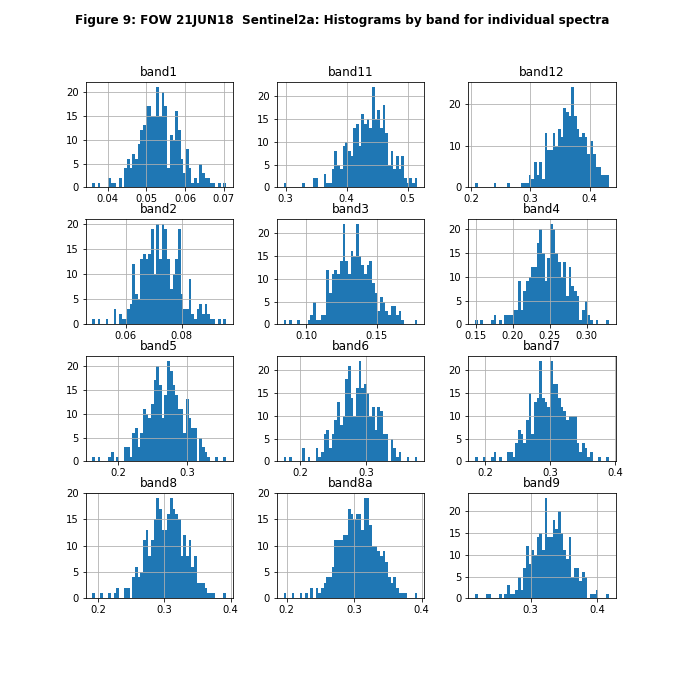 Figure 9: FOW 21JUN18 Sentinel2a: Histograms by band for individual spectra
band1 band11 band12
20 15 10 5 0
0.04 0.05 0.06 0.07
20 15 10 5 0
0.3 0.4 0.5
20 10 0
0.2 0.3 0.4
band2 band3 band4
20 15 10 5 0
0.06 0.08
20 15 10 5 0
0.10 0.15
20 15 10 5 0
0.15 0.20 0.25 0.30
band5 band6 band7
20 15 10 5 0
0.2 0.3
20 15 10 5 0
0.2 0.3
20 15 10 5 0
0.2 0.3 0.4
band8 band8a band9
20 15 10 5 0
0.2 0.3 0.4
20 15 10 5 0
0.2 0.3 0.4
20 15 10 5 0
0.3 0.4